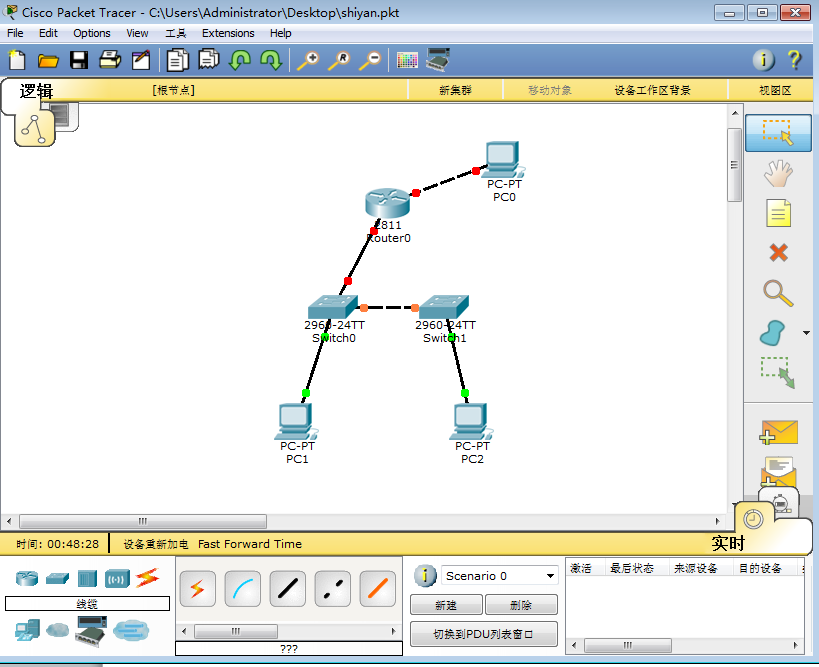 Cisco Packet Tracer - C:\Users\Administrator\Desktop\shiyan.pkt
File Edit Options View 工具 Extensions Help
逻辑 [根节点] 新集群 移动对象 设备工作区背景 视图区
PC-PT
PC0
2811
Router0
2960-24TT
Switch0
2960-24TT
Switch1
PC-PT
PC1
PC-PT
PC2
实时
时间: 00:48:28 设备重新加电 Fast Forward Time
线缆
???
Scenario 0
新建 删除
切换到PDU列表窗口
激活 最后状态 来源设备 目的设备